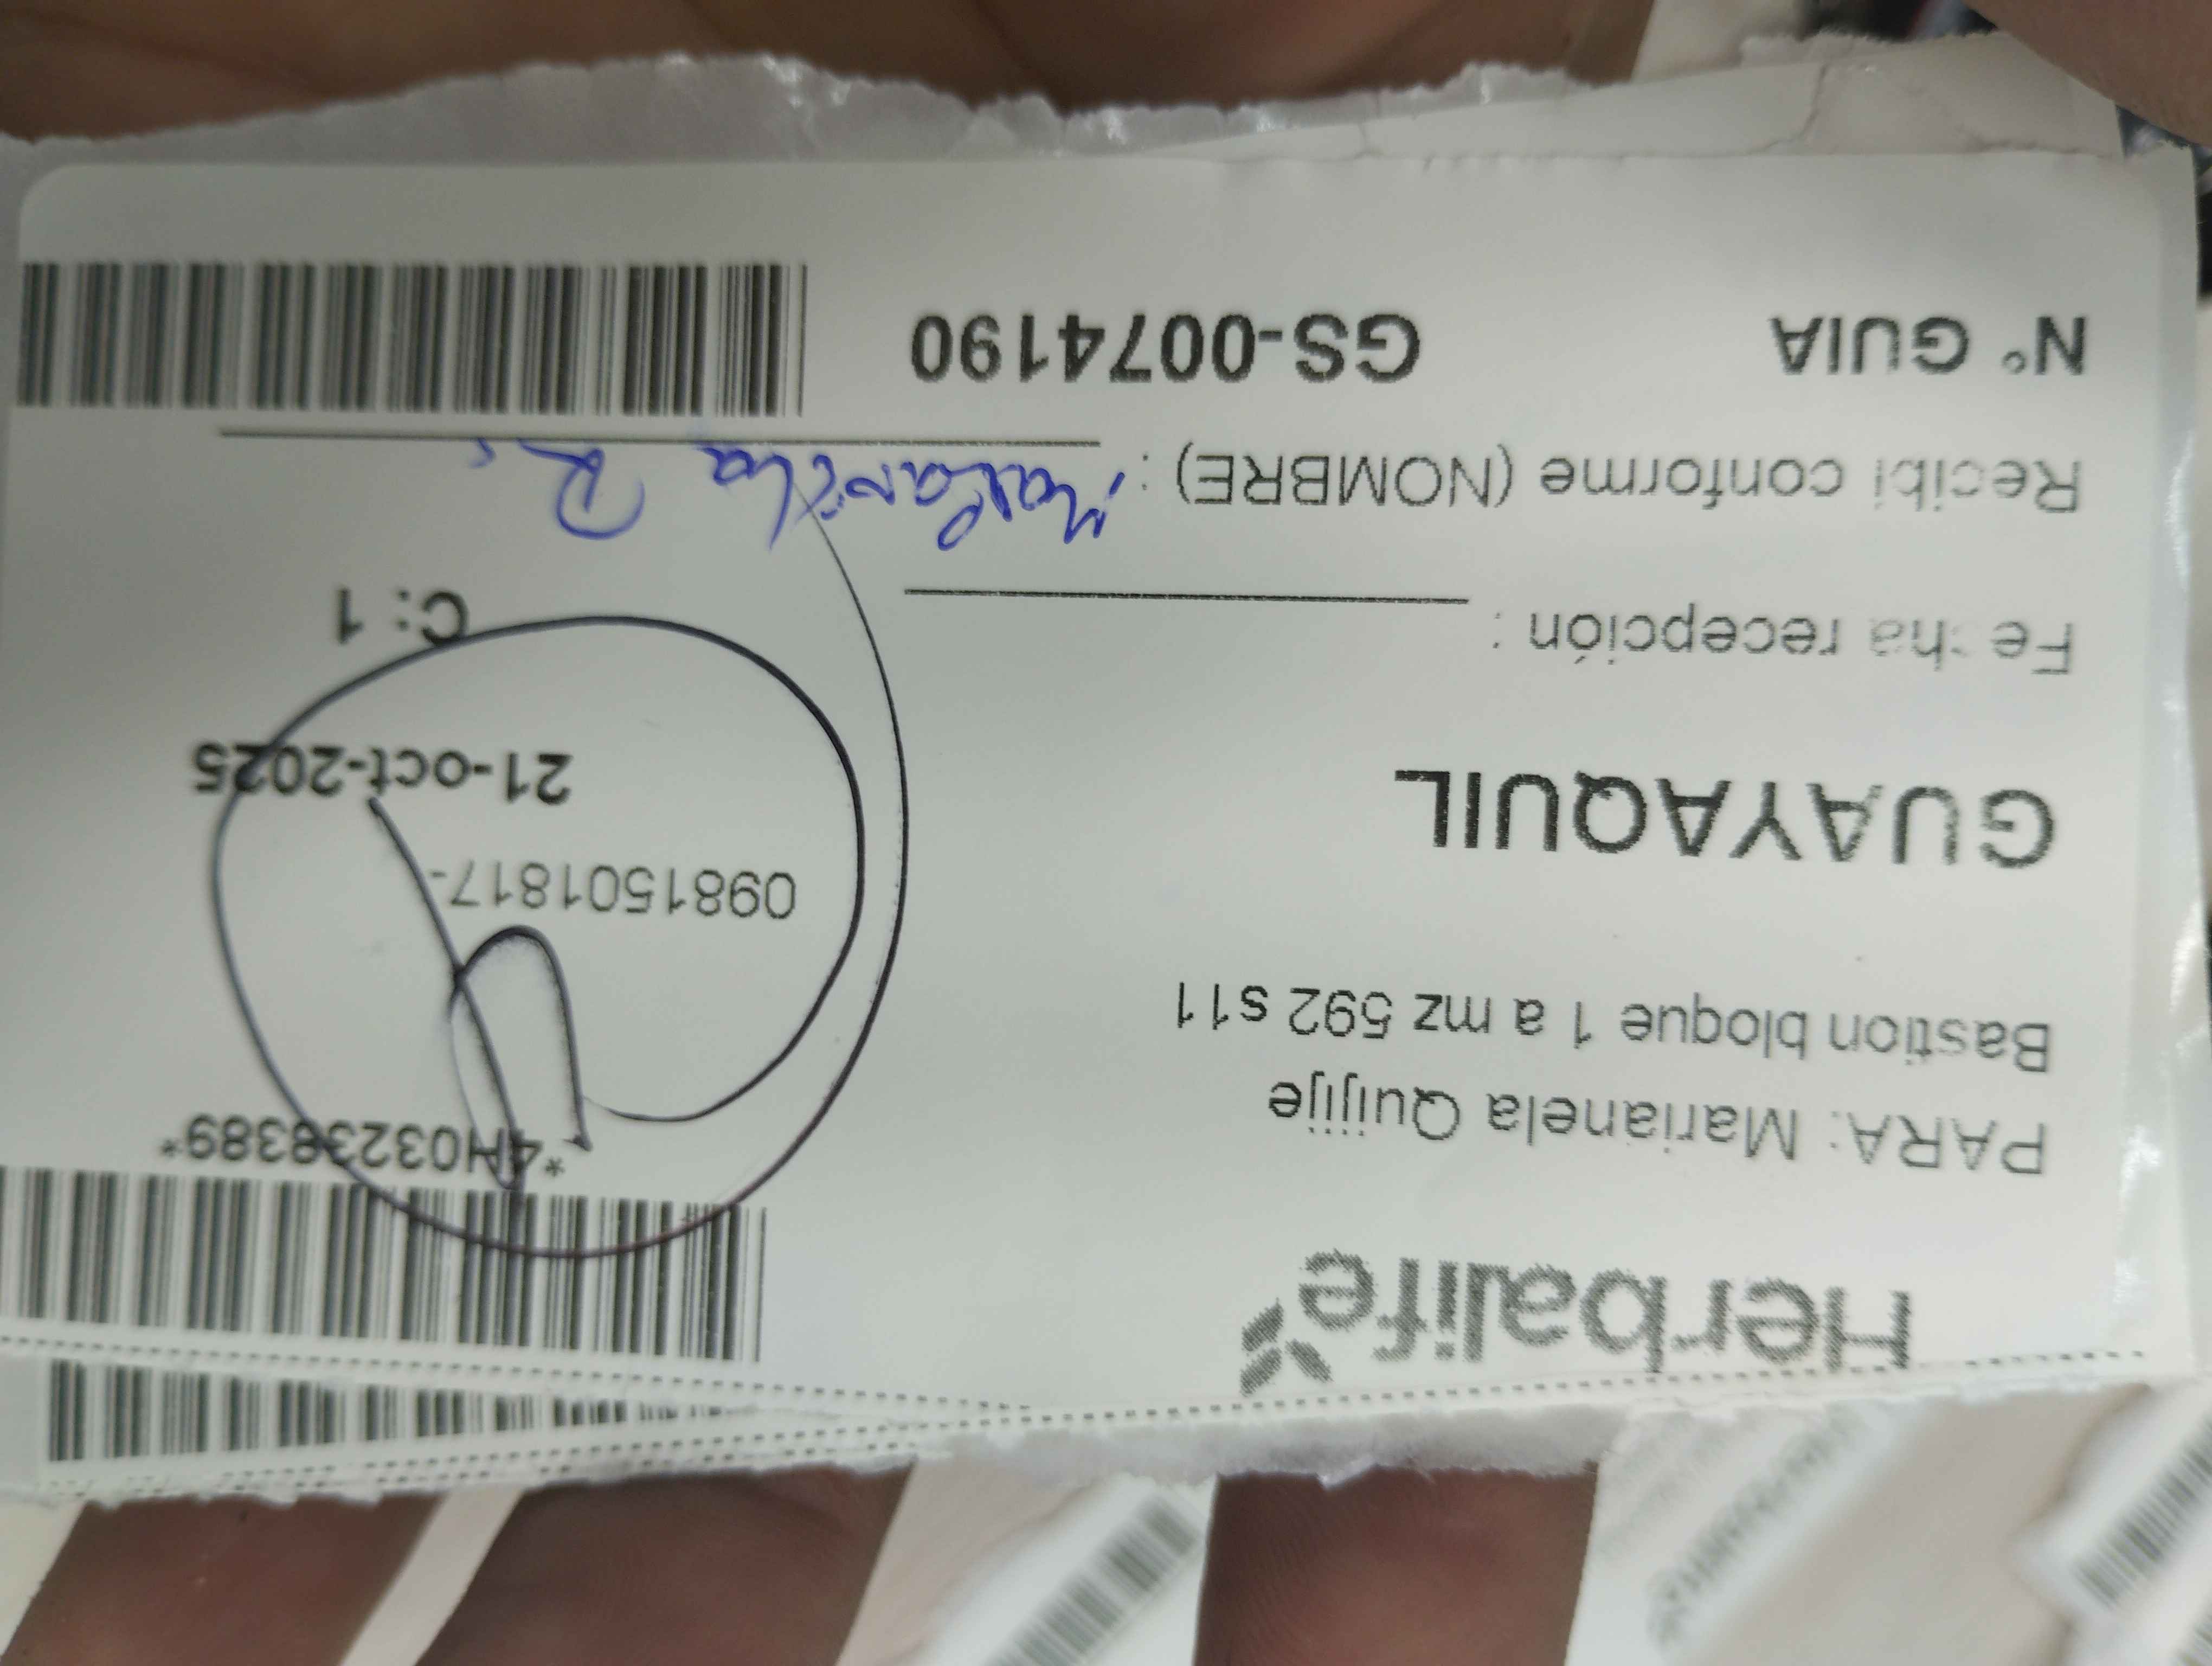 Herbalife
*4H03238389*
PARA: Marianela Quijije
Bastion bloque 1 a mz 592 s11
0981501817-
GUAYAQUIL
21-oct-2025
Fecha recepción :
C: 1
Recibi conforme (NOMBRE) :
N° GUIA GS-0074190